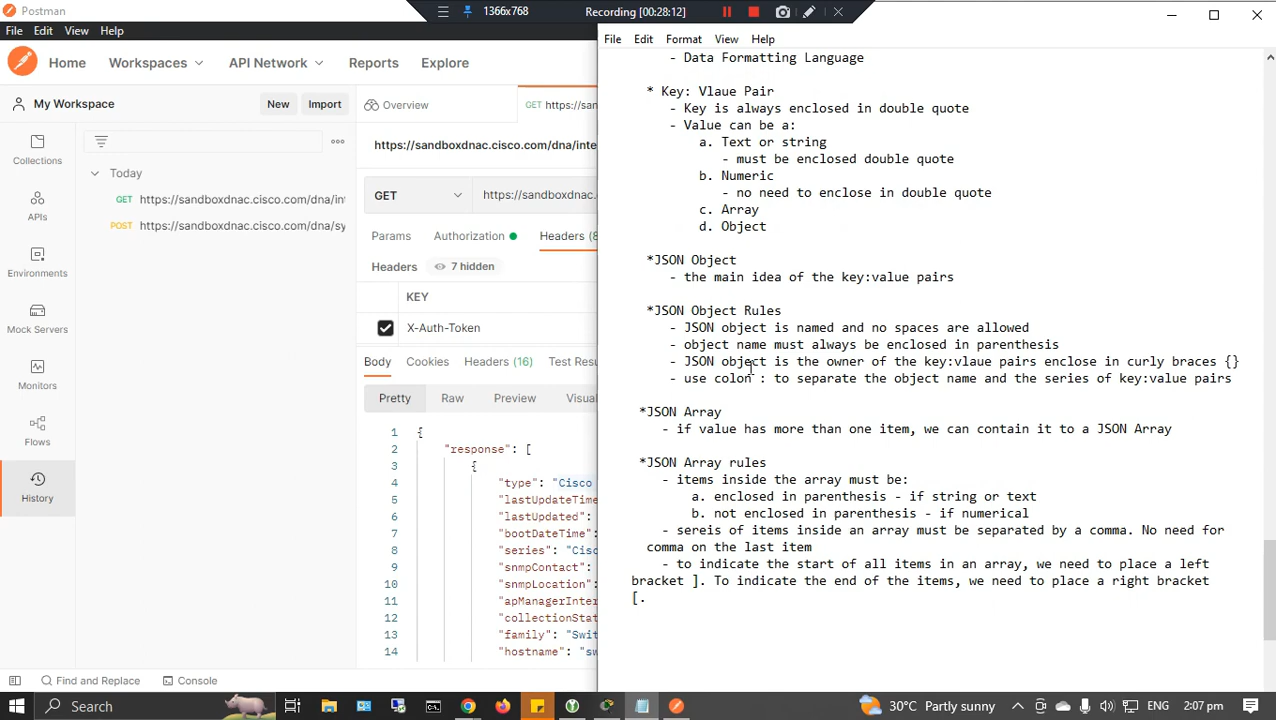 Postman
1366x768
Recording [00:28:12]
File Edit View Help
Home Workspaces API Network Reports Explore
My Workspace New Import
Overview
GET https://san
Collections
APIs
Environments
Mock Servers
Monitors
Flows
History
Today
GET https://sandboxdnac.cisco.com/dna/int
POST https://sandboxdnac.cisco.com/dna/sy
https://sandboxdnac.cisco.com/dna/inte
GET https://sandboxdnac.
Params Authorization Headers (8
Headers 7 hidden
KEY
X-Auth-Token
Body Cookies Headers (16) Test Resu
Pretty Raw Preview Visual
1 {
2 "response": [
3 {
4 "type": "Cisco
5 "lastUpdateTime
6 "lastUpdated":
7 "bootDateTime":
8 "series": "Cisc
9 "snmpContact":
10 "snmpLocation":
11 "apManagerInter
12 "collectionStat
13 "family": "Swit
14 "hostname": "sw
Find and Replace Console
File Edit Format View Help
- Data Formatting Language
* Key: Vlaue Pair
- Key is always enclosed in double quote
- Value can be a:
a. Text or string
- must be enclosed double quote
b. Numeric
- no need to enclose in double quote
c. Array
d. Object
*JSON Object
- the main idea of the key:value pairs
*JSON Object Rules
- JSON object is named and no spaces are allowed
- object name must always be enclosed in parenthesis
- JSON object is the owner of the key:vlaue pairs enclose in curly braces {}
- use colon : to separate the object name and the series of key:value pairs
*JSON Array
- if value has more than one item, we can contain it to a JSON Array
*JSON Array rules
- items inside the array must be:
a. enclosed in parenthesis - if string or text
b. not enclosed in parenthesis - if numerical
- sereis of items inside an array must be separated by a comma. No need for
comma on the last item
- to indicate the start of all items in an array, we need to place a left
bracket ]. To indicate the end of the items, we need to place a right bracket
[.
Search
30°C Partly sunny
ENG
2:07 pm